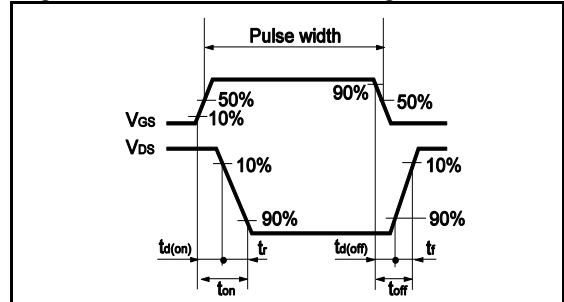 Pulse width
90%
50%
50%
10%
VGS
VDS
10%
10%
90%
90%
td(on)
tr
td(off)
tf
ton
toff